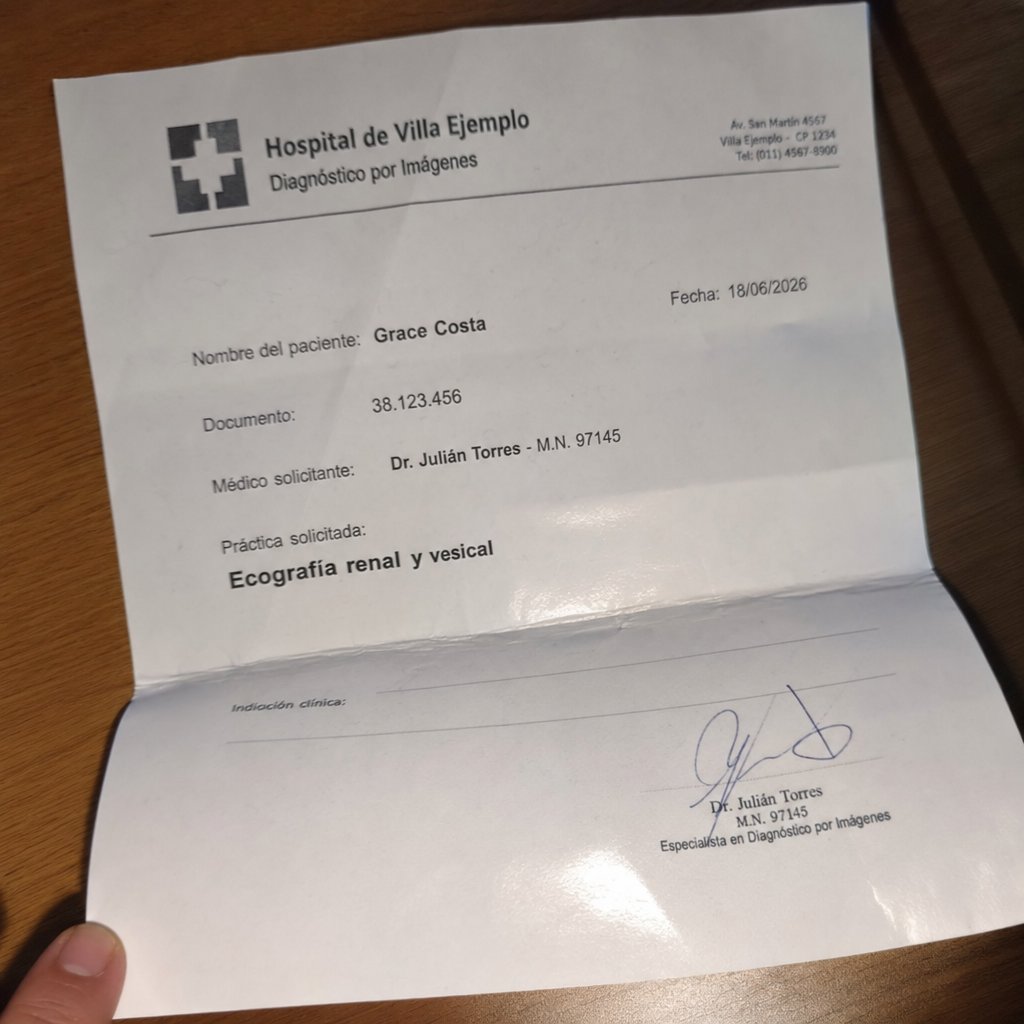 Hospital de Villa Ejemplo
Diagnóstico por Imágenes
Av. San Martín 4567
Villa Ejemplo - CP 1234
Tel: (011) 4567-8900
Fecha: 18/06/2026
Nombre del paciente: Grace Costa
Documento: 38.123.456
Médico solicitante: Dr. Julián Torres - M.N. 97145
Práctica solicitada:
Ecografía renal y vesical
Indiación clínica:
Dr. Julián Torres
M.N. 97145
Especialista en Diagnóstico por Imágenes